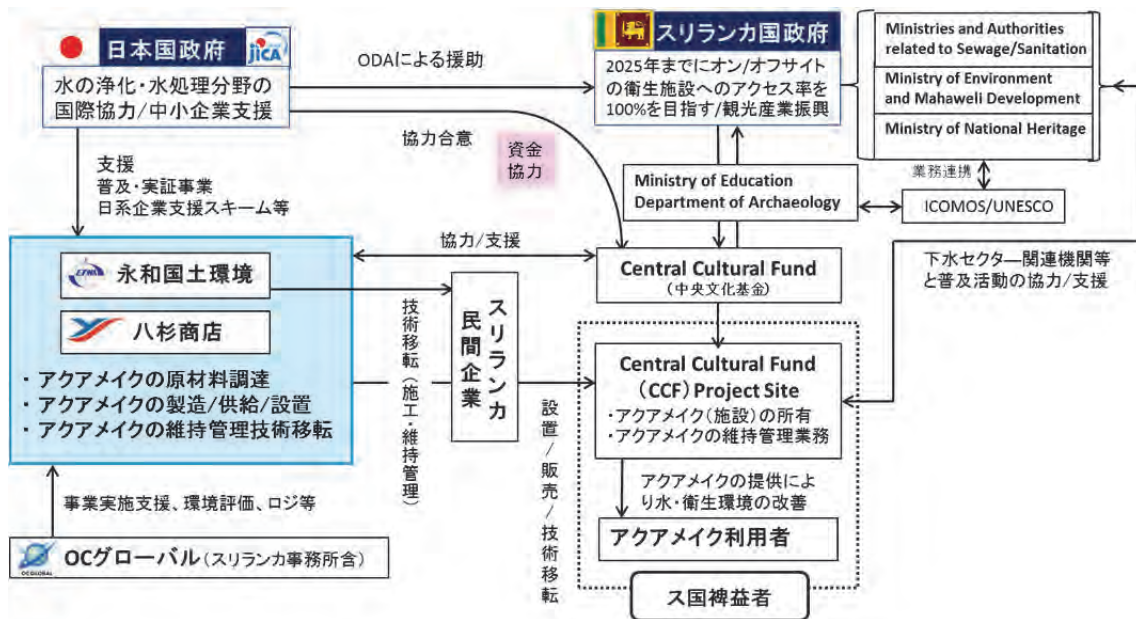 日本国政府
jICA
水の浄化・水処理分野の
国際協力/中小企業支援
ODAによる援助
スリランカ国政府
2025年までにオン/オフサイト
の衛生施設へのアクセス率を
100%を目指す/観光産業振興
Ministries and Authorities
related to Sewage/Sanitation
Ministry of Environment
and Mahaweli Development
Ministry of National Heritage
支援
普及・実証事業
日系企業支援スキーム等
協力合意
資金
協力
Ministry of Education
Department of Archaeology
業務連携
ICOMOS/UNESCO
永和国土環境
八杉商店
・アクアメイクの原材料調達
・アクアメイクの製造/供給/設置
・アクアメイクの維持管理技術移転
協力/支援
技術移転(施工・維持管理)
スリランカ
民間企業
Central Cultural Fund
(中央文化基金)
下水セクター関連機関等
と普及活動の協力/支援
Central Cultural Fund
(CCF)Project Site
・アクアメイク(施設)の所有
・アクアメイクの維持管理業務
設置/販売/技術移転
アクアメイクの提供によ
り水・衛生環境の改善
アクアメイク利用者
ス国裨益者
事業実施支援、環境評価、ロジ等
OCグローバル(スリランカ事務所含)
OCGLOBAL